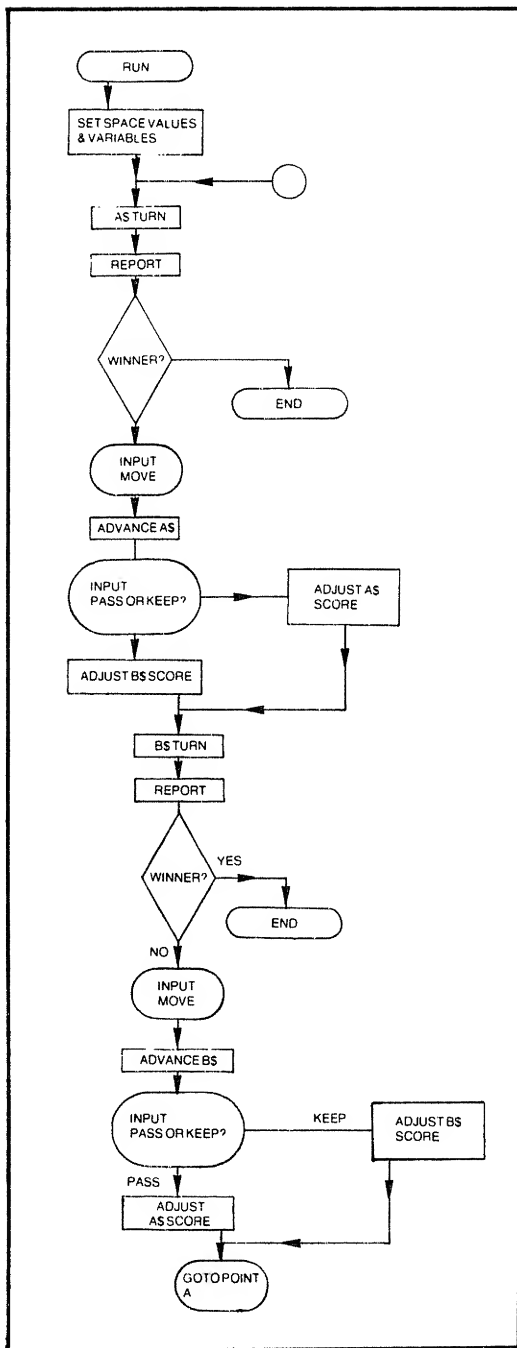 RUN
SET SPACE VALUES
& VARIABLES
A$ TURN
REPORT
WINNER?
END
INPUT
MOVE
ADVANCE A$
INPUT
PASS OR KEEP?
ADJUST A$
SCORE
ADJUST B$ SCORE
B$ TURN
REPORT
WINNER?
YES
END
NO
INPUT
MOVE
ADVANCE B$
INPUT
PASS OR KEEP?
KEEP
ADJUST B$
SCORE
PASS
ADJUST
A$ SCORE
GOTO POINT
A